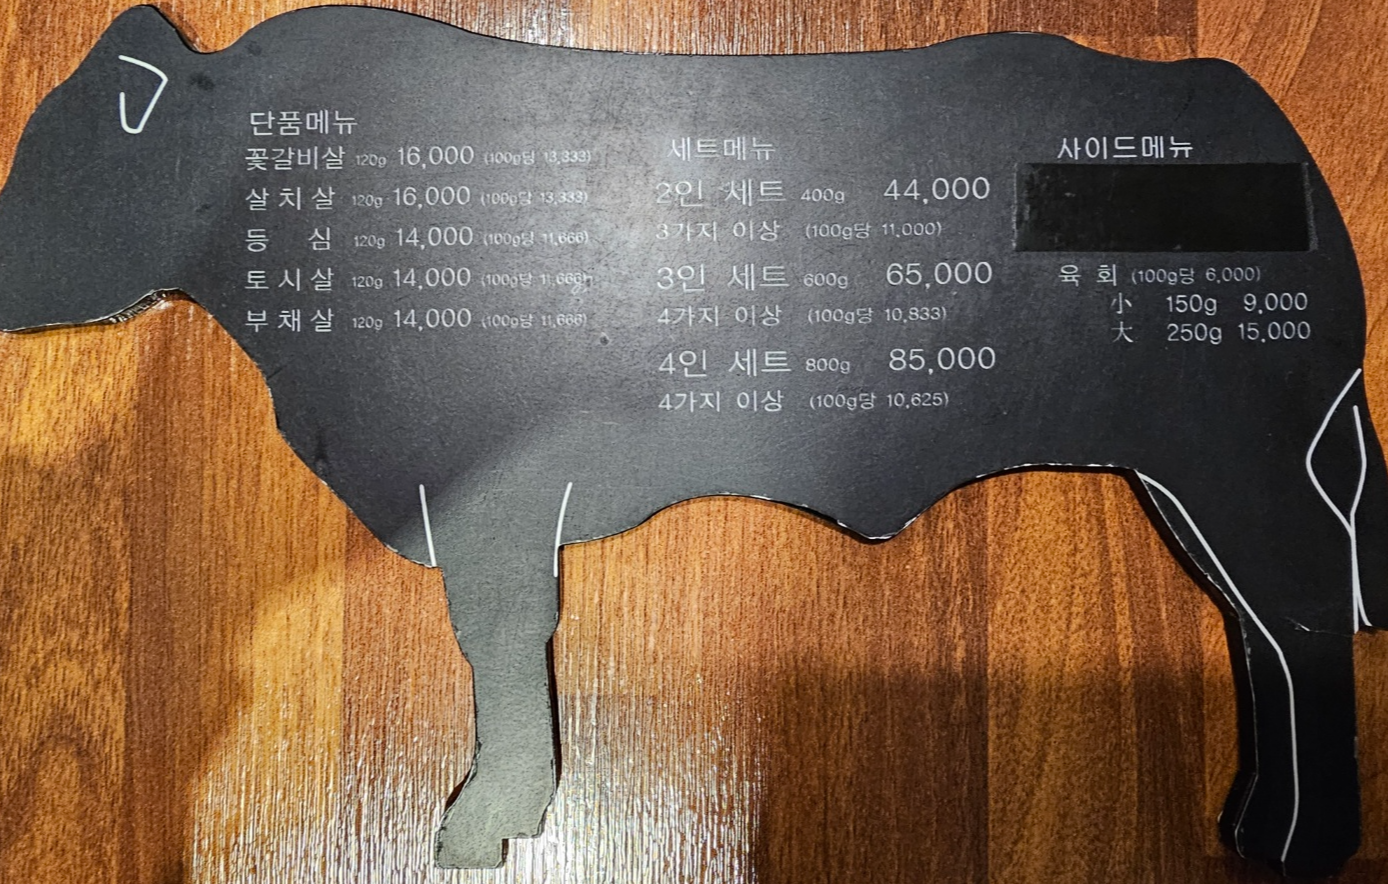 단품메뉴
꽃갈비살 120g 16,000 (100g당 13,333)
살치살 120g 16,000 (100g당 13,333)
등 심 120g 14,000 (100g당 11,666)
토시살 120g 14,000 (100g당 11,666)
부채살 120g 14,000 (100g당 11,666)
세트메뉴
2인 세트 400g 44,000
3가지 이상 (100g당 11,000)
3인 세트 600g 65,000
4가지 이상 (100g당 10,833)
4인 세트 800g 85,000
4가지 이상 (100g당 10,625)
사이드메뉴
육 회 (100g당 6,000)
小 150g 9,000
大 250g 15,000